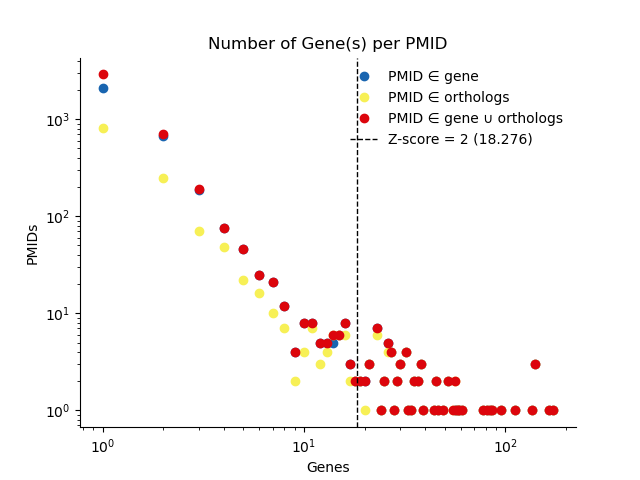 Number of Gene(s) per PMID
PMID ∈ gene
PMID ∈ orthologs
PMID ∈ gene ∪ orthologs
Z-score = 2 (18.276)
PMIDs
10³
10²
10¹
10⁰
10⁰ 10¹ 10²
Genes